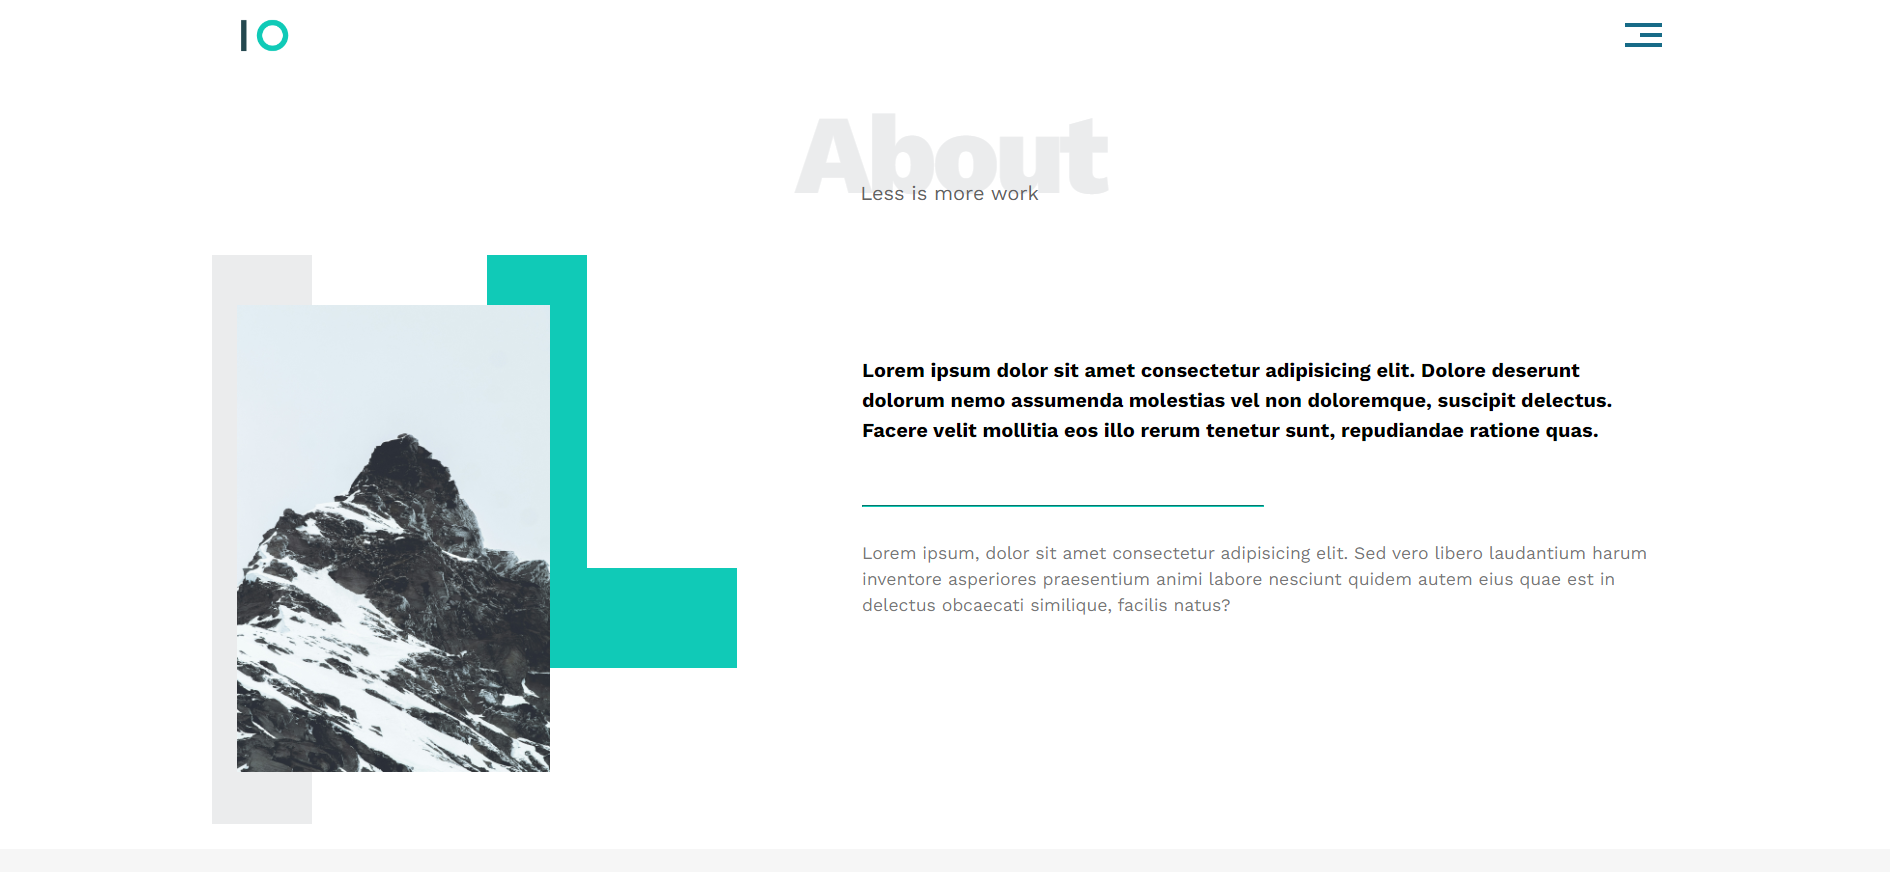 IO
About
Less is more work
Lorem ipsum dolor sit amet consectetur adipisicing elit. Dolore deserunt
dolorum nemo assumenda molestias vel non doloremque, suscipit delectus.
Facere velit mollitia eos illo rerum tenetur sunt, repudiandae ratione quas.
Lorem ipsum, dolor sit amet consectetur adipisicing elit. Sed vero libero laudantium harum
inventore asperiores praesentium animi labore nesciunt quidem autem eius quae est in
delectus obcaecati similique, facilis natus?